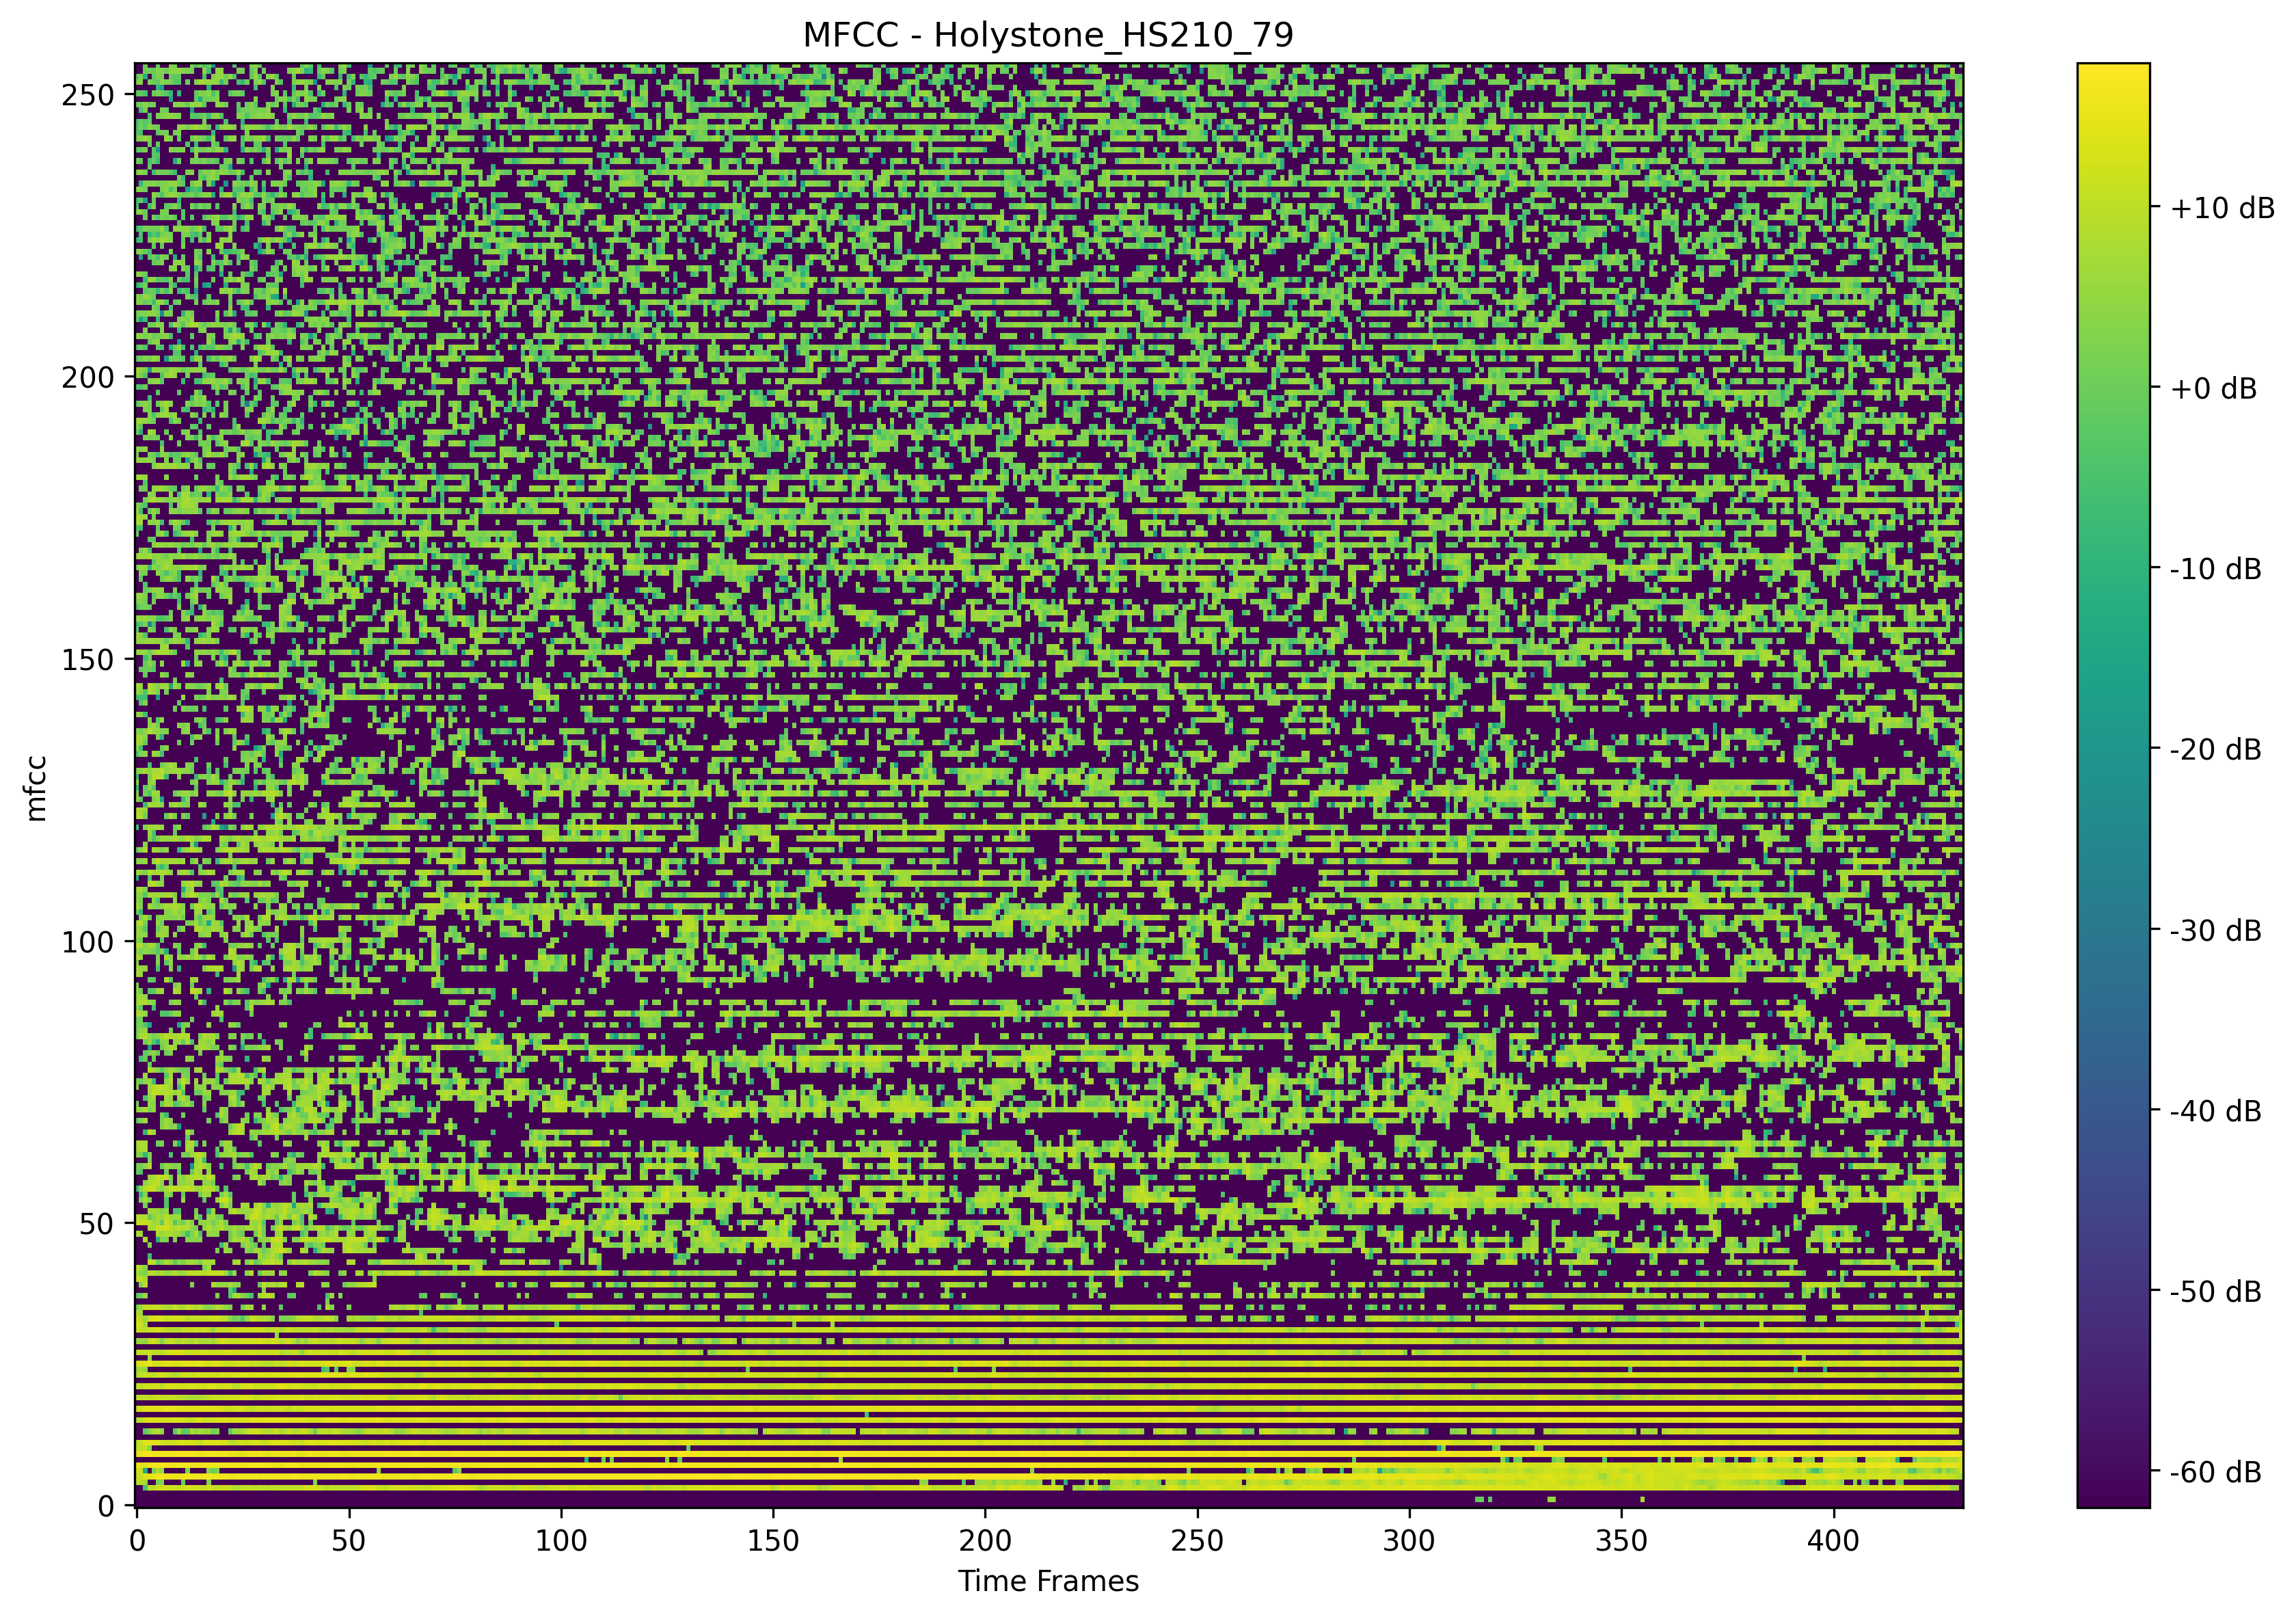 MFCC - Holystone_HS210_79
250
200
150
100
50
0
mfcc
0 50 100 150 200 250 300 350 400
Time Frames
+10 dB
+0 dB
-10 dB
-20 dB
-30 dB
-40 dB
-50 dB
-60 dB